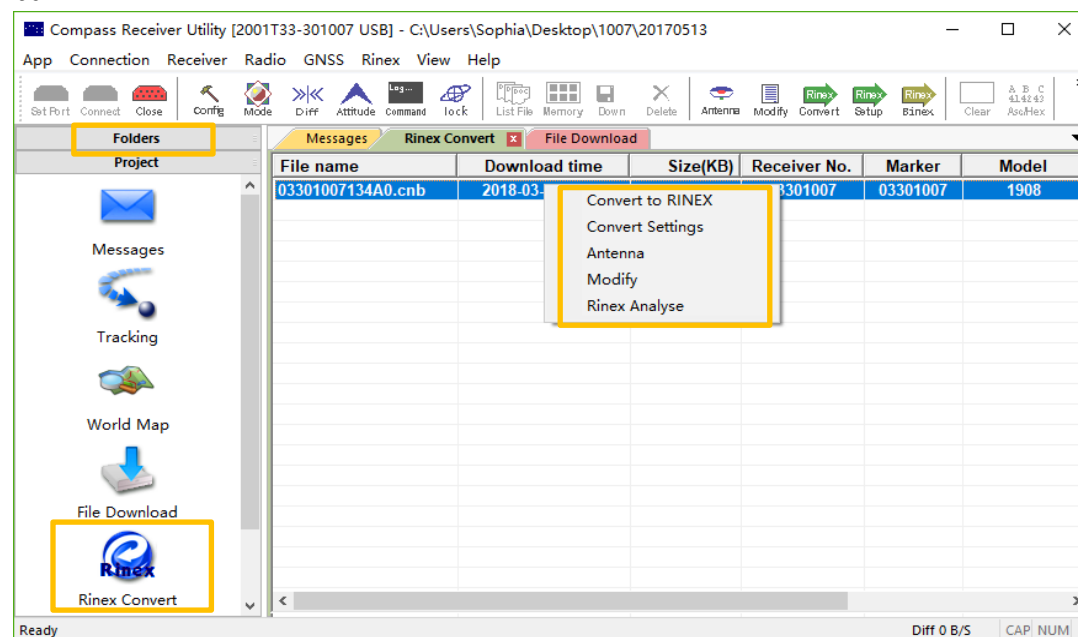 Compass Receiver Utility [2001T33-301007 USB] - C:\Users\Sophia\Desktop\1007\20170513
App Connection Receiver Radio GNSS Rinex View Help
Log...
Rinex Rinex Rinex A B C
414243
Set Port Connect Close Config Mode Diff Attitude Command lock List File Memory Down Delete Antenna Modify Convert Setup Binex Clear Asc/Hex
Folders
Project
Messages
Tracking
World Map
File Download
Rinex
Rinex Convert
Messages Rinex Convert File Download
File name Download time Size(KB) Receiver No. Marker Model
03301007134A0.cnb 2018-03- 3301007 03301007 1908
Convert to RINEX
Convert Settings
Antenna
Modify
Rinex Analyse
Ready Diff 0 B/S CAP NUM